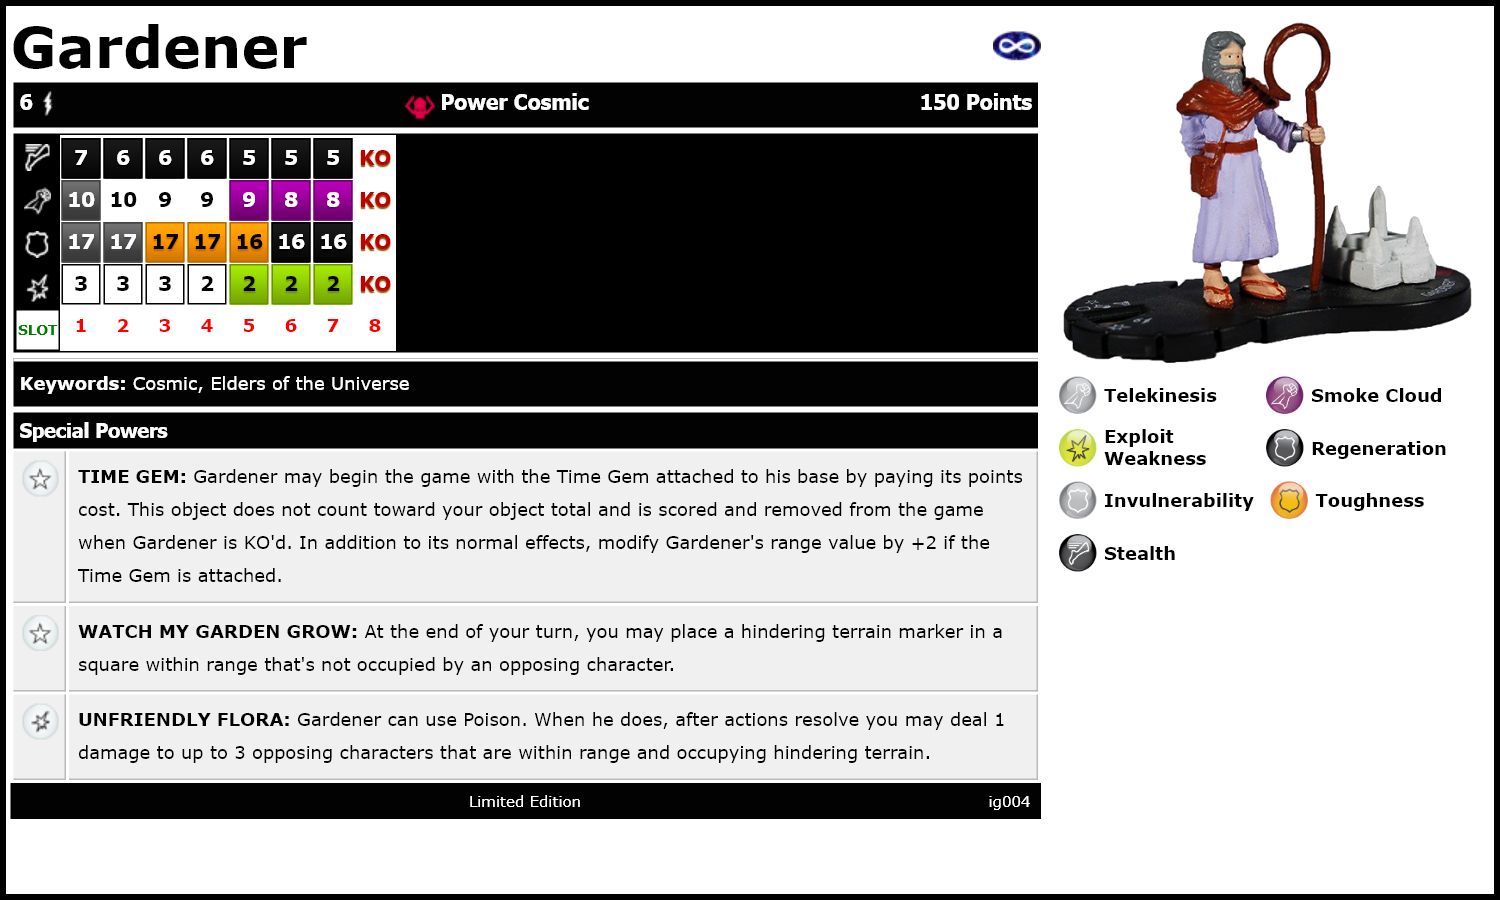 Gardener
6 Power Cosmic 150 Points
7 6 6 6 5 5 5 KO
10 10 9 9 9 8 8 KO
17 17 17 17 16 16 16 KO
3 3 3 2 2 2 2 KO
SLOT 1 2 3 4 5 6 7 8
Keywords: Cosmic, Elders of the Universe
Special Powers
TIME GEM: Gardener may begin the game with the Time Gem attached to his base by paying its points
cost. This object does not count toward your object total and is scored and removed from the game
when Gardener is KO'd. In addition to its normal effects, modify Gardener's range value by +2 if the
Time Gem is attached.
WATCH MY GARDEN GROW: At the end of your turn, you may place a hindering terrain marker in a
square within range that's not occupied by an opposing character.
UNFRIENDLY FLORA: Gardener can use Poison. When he does, after actions resolve you may deal 1
damage to up to 3 opposing characters that are within range and occupying hindering terrain.
Limited Edition ig004
Telekinesis Smoke Cloud
Exploit
Weakness
Regeneration
Invulnerability Toughness
Stealth